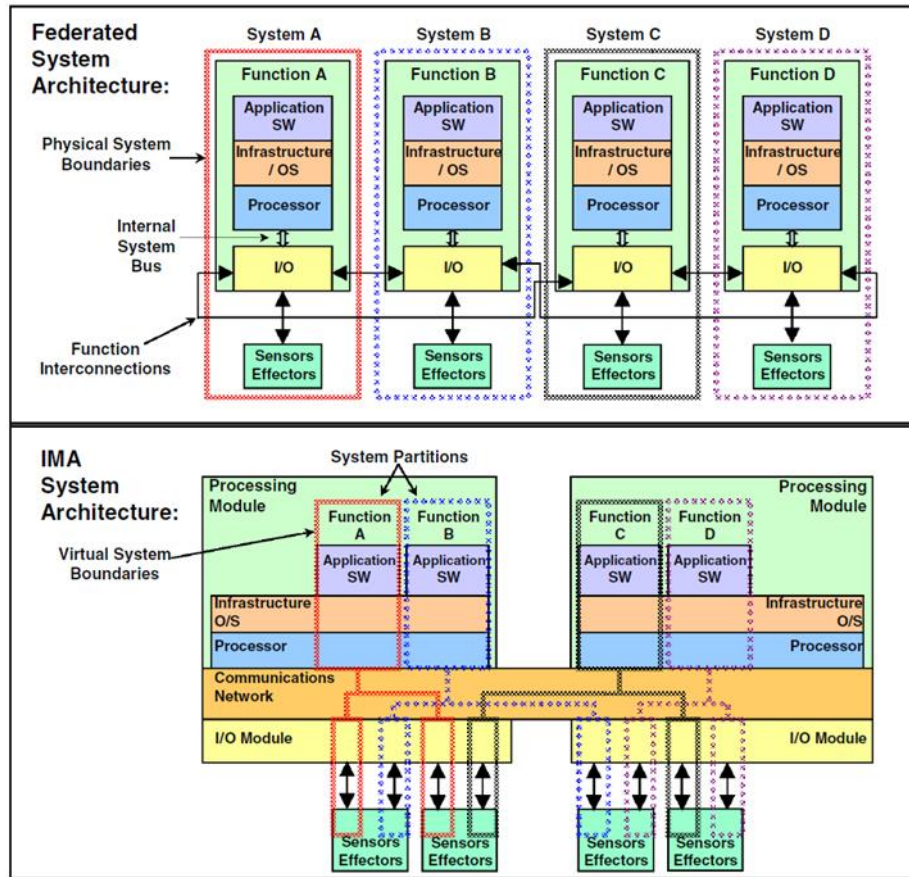 Federated
System
Architecture:
System A
System B
System C
System D
Function A
Function B
Function C
Function D
Application
SW
Application
SW
Application
SW
Application
SW
Physical System
Boundaries
Infrastructure
/ OS
Infrastructure
/ OS
Infrastructure
/ OS
Infrastructure
/ OS
Processor
Processor
Processor
Processor
Internal
System
Bus
I/O
I/O
I/O
I/O
Function
Interconnections
Sensors
Effectors
Sensors
Effectors
Sensors
Effectors
Sensors
Effectors
IMA
System
Architecture:
System Partitions
Processing
Module
Processing
Module
Virtual System
Boundaries
Function
A
Function
B
Function
C
Function
D
Application
SW
Application
SW
Application
SW
Application
SW
Infrastructure
O/S
Infrastructure
O/S
Processor
Processor
Communications
Network
I/O Module
I/O Module
Sensors
Effectors
Sensors
Effectors
Sensors
Effectors
Sensors
Effectors